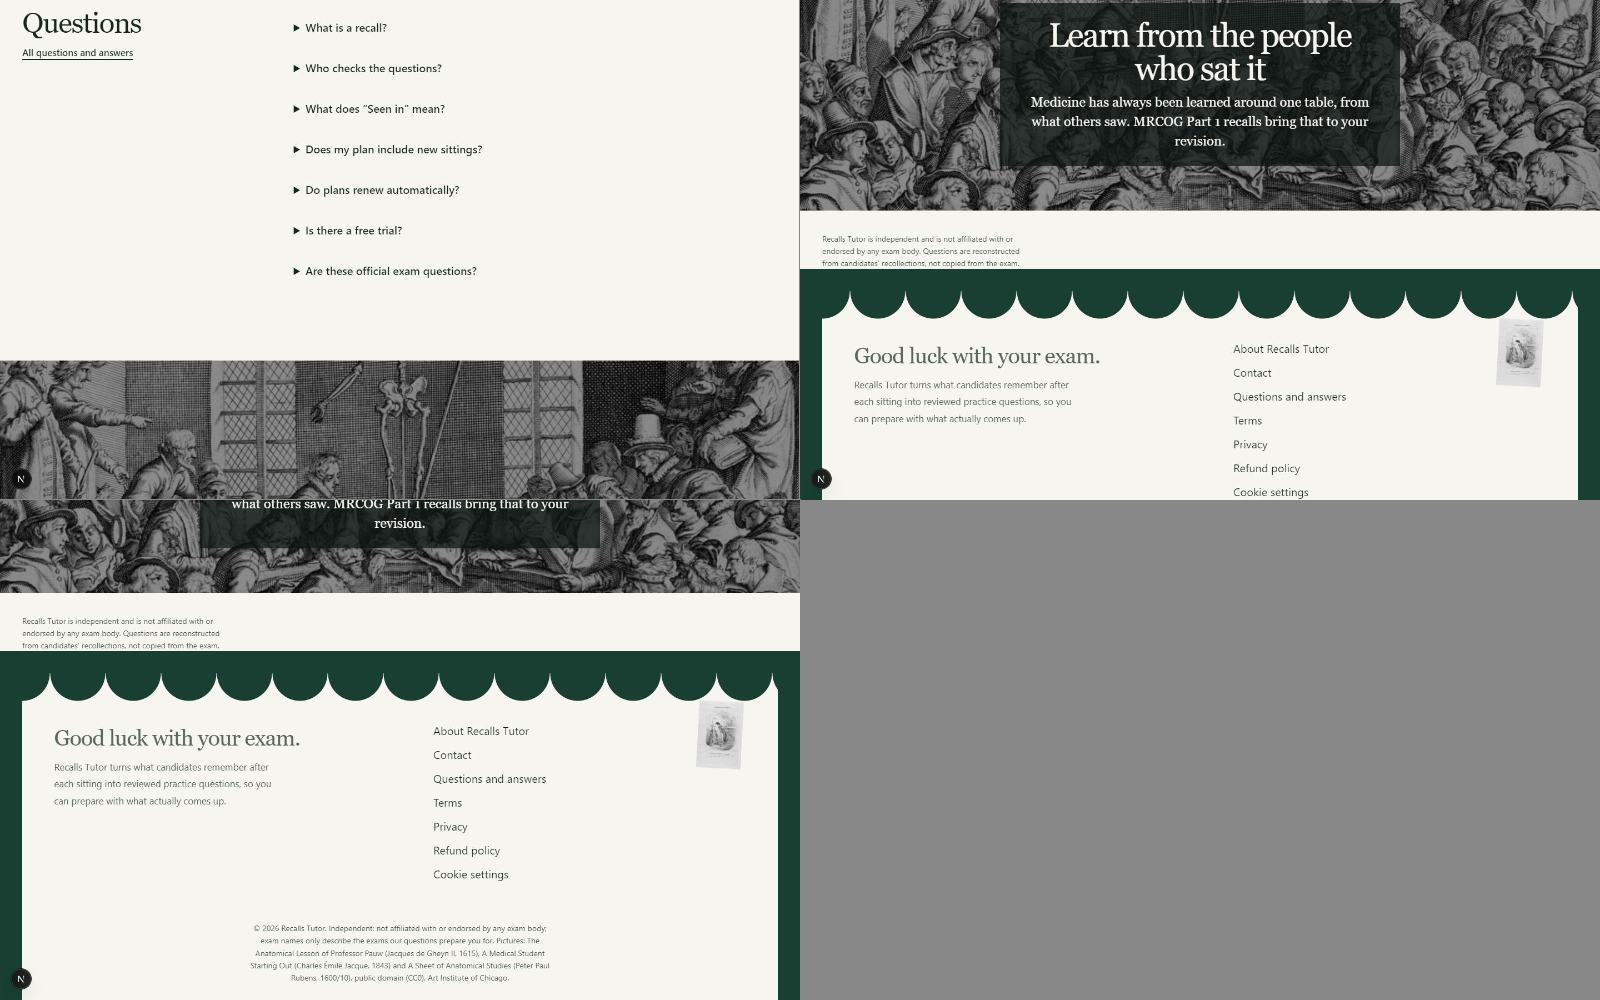 Questions
All questions and answers
▶ What is a recall?
▶ Who checks the questions?
▶ What does “Seen in” mean?
▶ Does my plan include new sittings?
▶ Do plans renew automatically?
▶ Is there a free trial?
▶ Are these official exam questions?
N
Learn from the people
who sat it
Medicine has always been learned around one table, from
what others saw. MRCOG Part 1 recalls bring that to your
revision.
Recalls Tutor is independent and is not affiliated with or
endorsed by any exam body. Questions are reconstructed
from candidates' recollections, not copied from the exam.
Good luck with your exam.
Recalls Tutor turns what candidates remember after
each sitting into reviewed practice questions, so you
can prepare with what actually comes up.
About Recalls Tutor
Contact
Questions and answers
Terms
Privacy
Refund policy
Cookie settings
N
what others saw. MRCOG Part 1 recalls bring that to your
revision.
Recalls Tutor is independent and is not affiliated with or
endorsed by any exam body. Questions are reconstructed
from candidates' recollections, not copied from the exam.
Good luck with your exam.
Recalls Tutor turns what candidates remember after
each sitting into reviewed practice questions, so you
can prepare with what actually comes up.
About Recalls Tutor
Contact
Questions and answers
Terms
Privacy
Refund policy
Cookie settings
© 2026 Recalls Tutor. Independent: not affiliated with or endorsed by any exam body;
exam names only describe the exams our questions prepare you for. Pictures: The
Anatomical Lesson of Professor Pauw (Jacques de Gheyn II, 1615), A Medical Student
Starting Out (Charles Émile Jacque, 1843) and A Sheet of Anatomical Studies (Peter Paul
Rubens, 1600/10), public domain (CC0), Art Institute of Chicago.
N